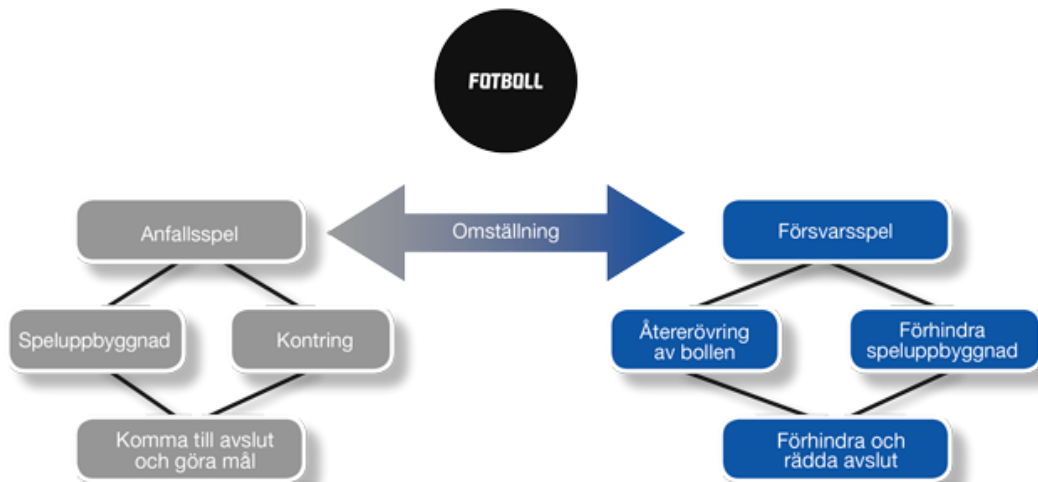 FOTBOLL
Anfallsspel
Omställning
Försvarsspel
Speluppbyggnad
Kontring
Återerövring
av bollen
Förhindra
speluppbyggnad
Komma till avslut
och göra mål
Förhindra och
rädda avslut